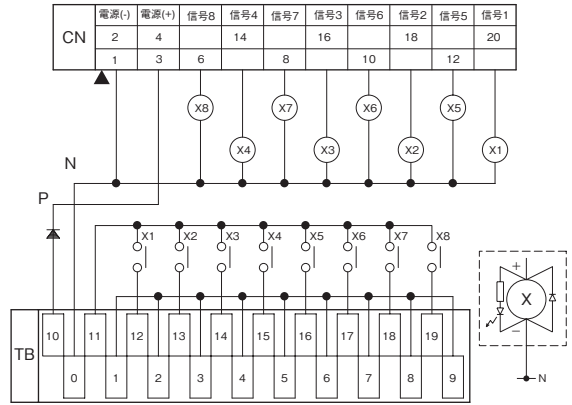 電源(-) 電源(+) 信号8 信号4 信号7 信号3 信号6 信号2 信号5 信号1
CN 2 4 14 16 18 20
1 3 6 8 10 12
X8 X7 X6 X5
X4 X3 X2 X1
N
P
X1 X2 X3 X4 X5 X6 X7 X8
+
X
−
N
TB 10 11 12 13 14 15 16 17 18 19
0 1 2 3 4 5 6 7 8 9